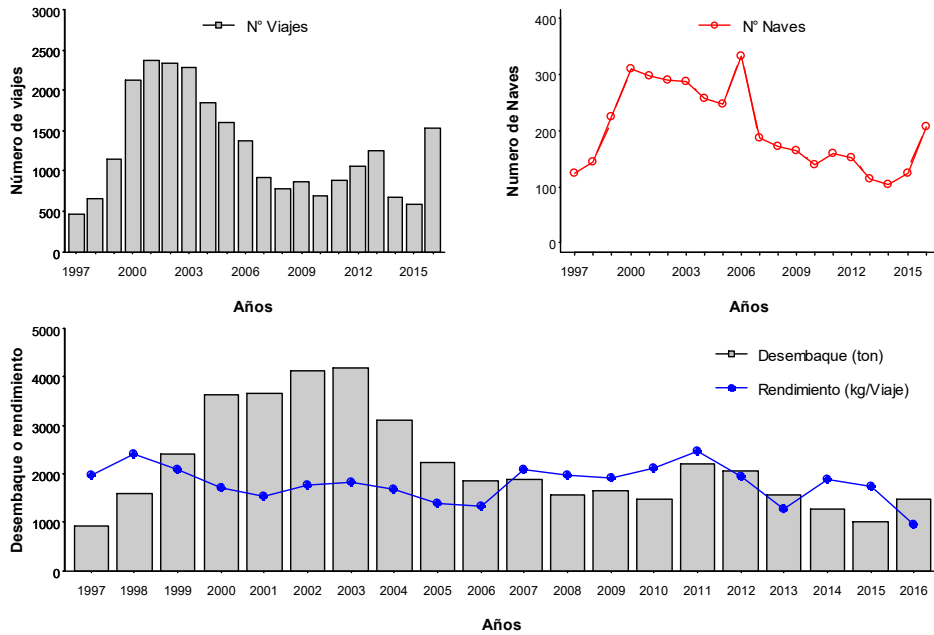 N° Viajes
3000
2500
2000
1500
1000
500
0
Número de viajes
1997 2000 2003 2006 2009 2012 2015
Años
N° Naves
400
300
200
100
0
Numero de Naves
1997 2000 2003 2006 2009 2012 2015
Años
5000
4000
3000
2000
1000
0
Desembaque o rendimiento
Desembaque (ton)
Rendimiento (kg/Viaje)
1997 1998 1999 2000 2001 2002 2003 2004 2005 2006 2007 2008 2009 2010 2011 2012 2013 2014 2015 2016
Años